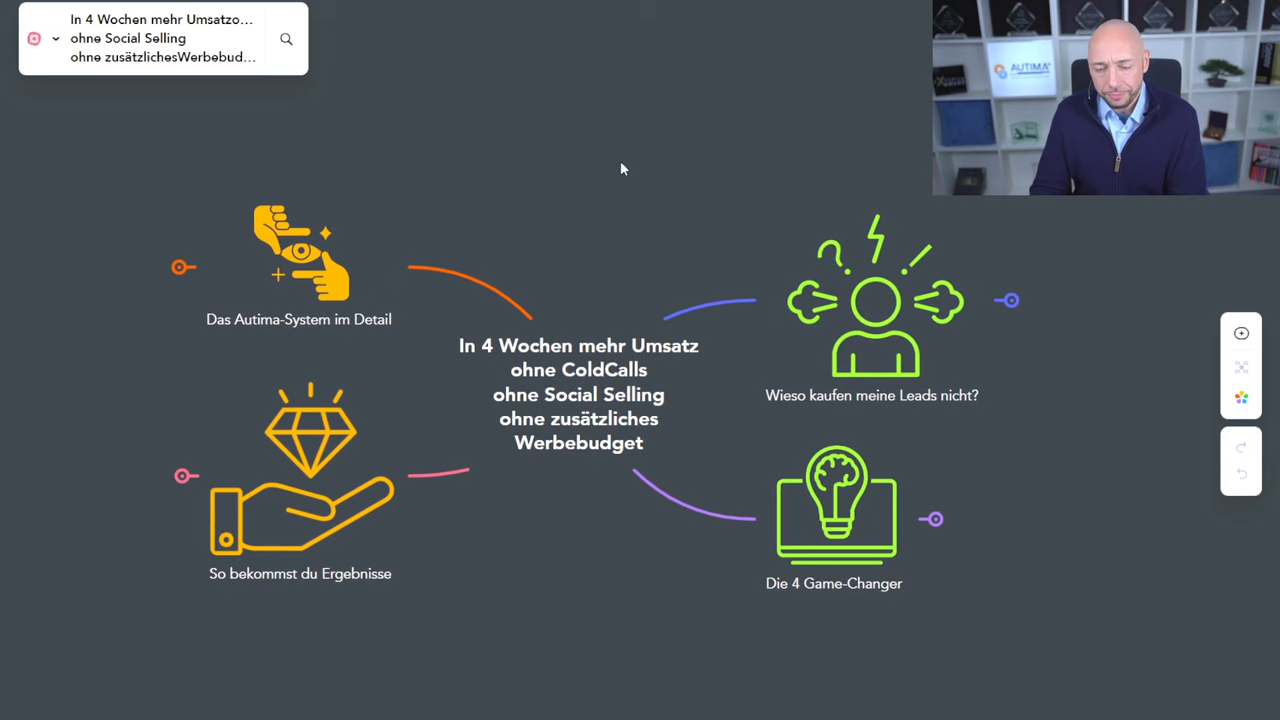 In 4 Wochen mehr Umsatzo...
ohne Social Selling
ohne zusätzlichesWerbebud...
AUTIMA
Das Autima-System im Detail
In 4 Wochen mehr Umsatz
ohne ColdCalls
ohne Social Selling
ohne zusätzliches
Werbebudget
Wieso kaufen meine Leads nicht?
So bekommst du Ergebnisse
Die 4 Game-Changer